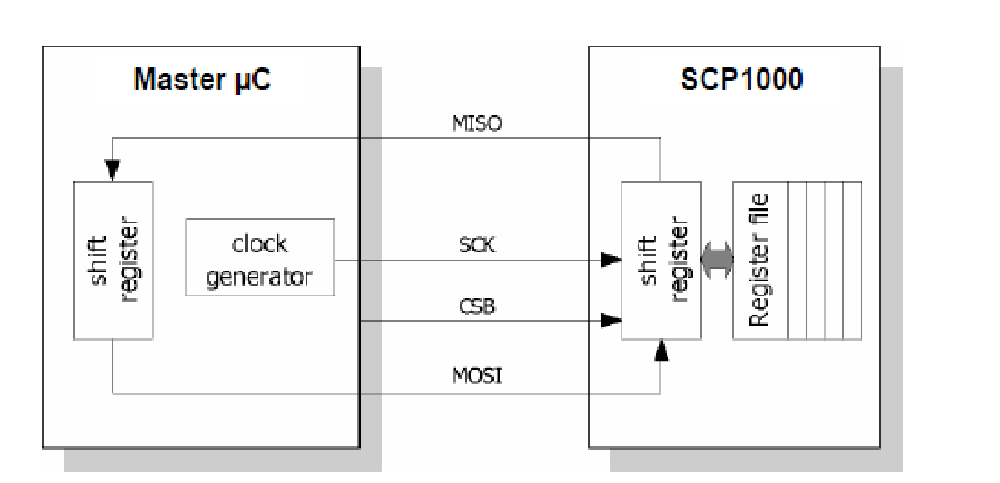 Master µC
SCP1000
MISO
shift
register
clock
generator
SCK
CSB
MOSI
shift
register
Register file